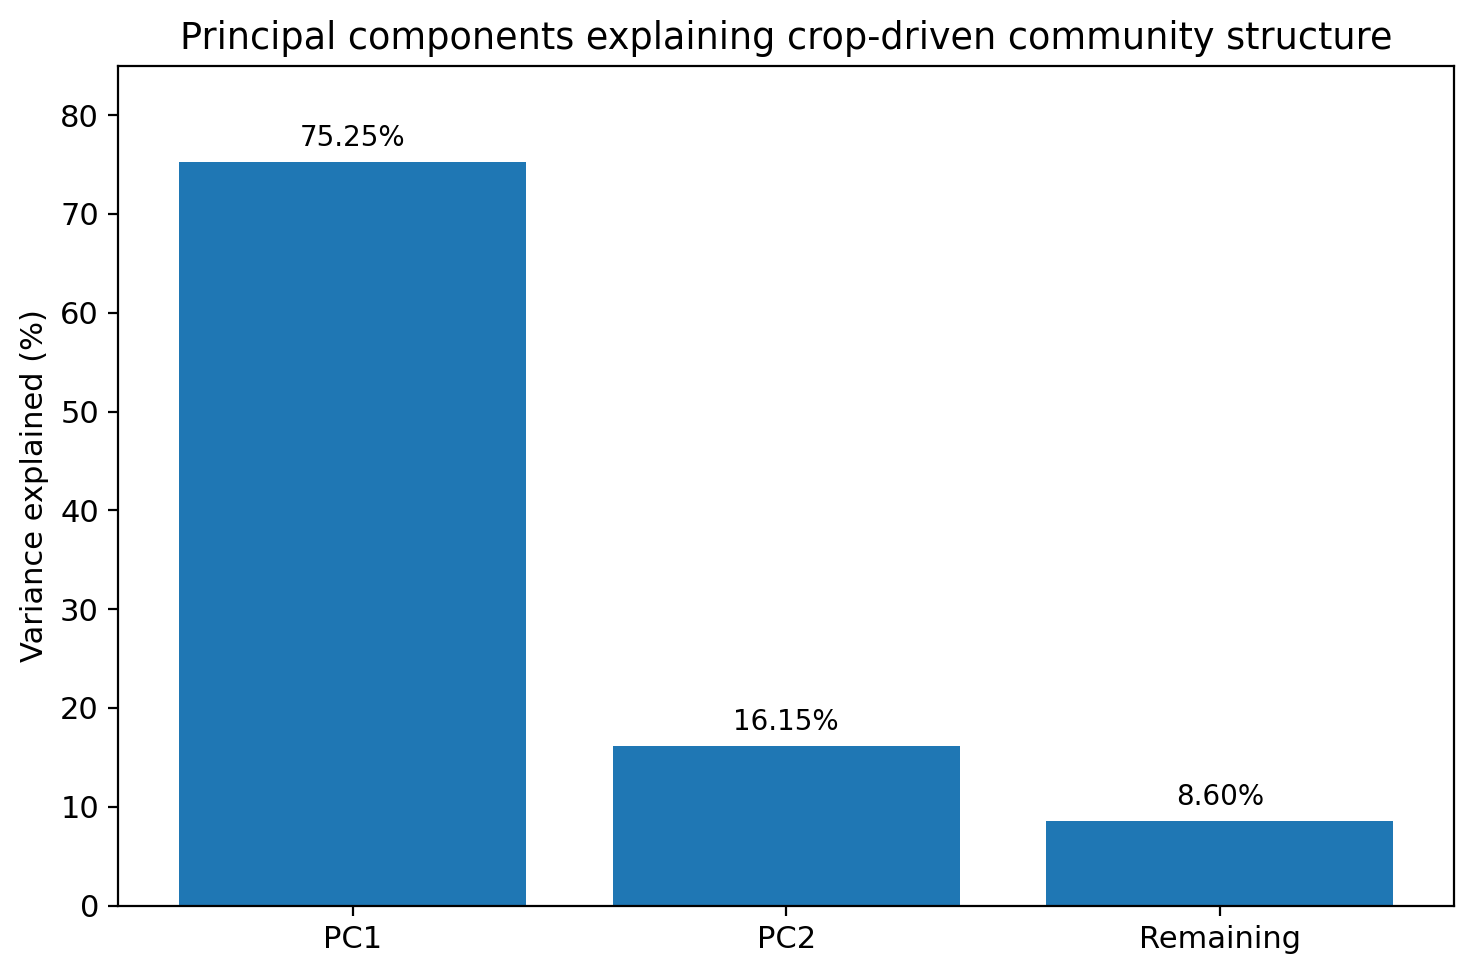 Principal components explaining crop-driven community structure
Variance explained (%)
80
70
60
50
40
30
20
10
0
75.25%
16.15%
8.60%
PC1
PC2
Remaining